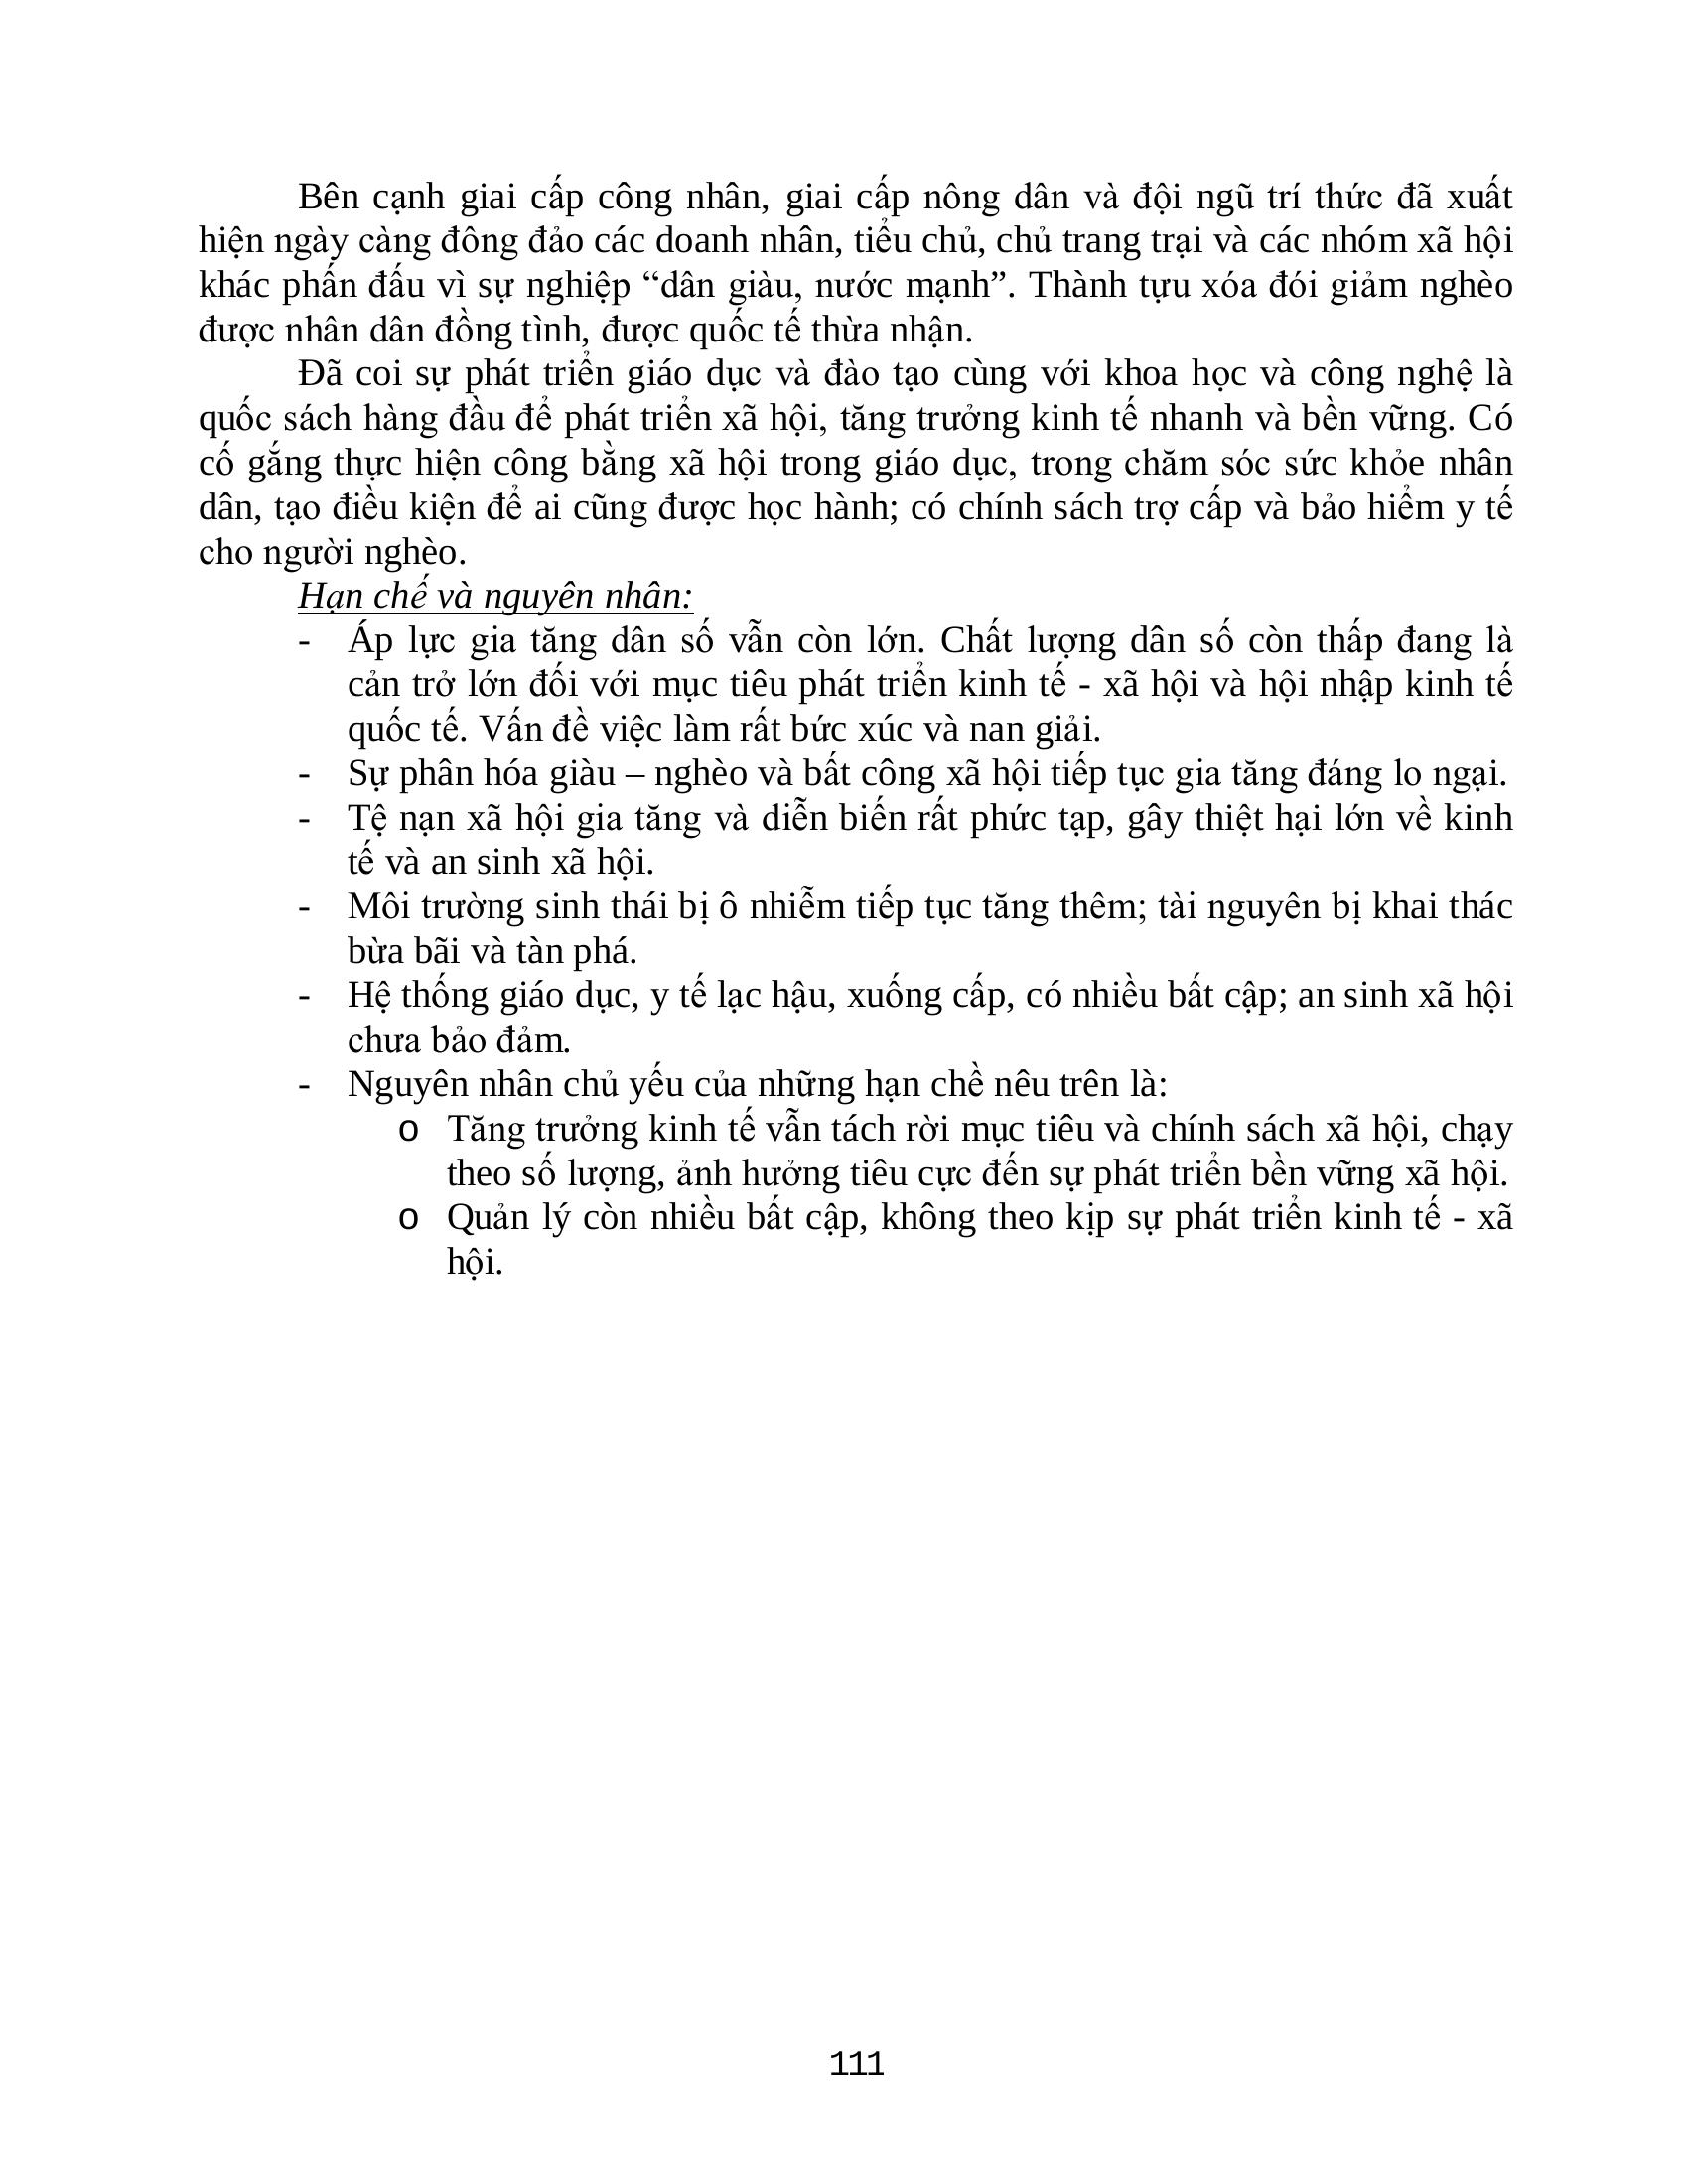 Bên cạnh giai cấp công nhân, giai cấp nông dân và đội ngũ trí thức đã xuất
hiện ngày càng đông đảo các doanh nhân, tiểu chủ, chủ trang trại và các nhóm xã hội
khác phấn đấu vì sự nghiệp “dân giàu, nước mạnh”. Thành tựu xóa đói giảm nghèo
được nhân dân đồng tình, được quốc tế thừa nhận.
Đã coi sự phát triển giáo dục và đào tạo cùng với khoa học và công nghệ là
quốc sách hàng đầu để phát triển xã hội, tăng trưởng kinh tế nhanh và bền vững. Có
cố gắng thực hiện công bằng xã hội trong giáo dục, trong chăm sóc sức khỏe nhân
dân, tạo điều kiện để ai cũng được học hành; có chính sách trợ cấp và bảo hiểm y tế
cho người nghèo.
Hạn chế và nguyên nhân:
- Áp lực gia tăng dân số vẫn còn lớn. Chất lượng dân số còn thấp đang là
cản trở lớn đối với mục tiêu phát triển kinh tế - xã hội và hội nhập kinh tế
quốc tế. Vấn đề việc làm rất bức xúc và nan giải.
- Sự phân hóa giàu – nghèo và bất công xã hội tiếp tục gia tăng đáng lo ngại.
- Tệ nạn xã hội gia tăng và diễn biến rất phức tạp, gây thiệt hại lớn về kinh
tế và an sinh xã hội.
- Môi trường sinh thái bị ô nhiễm tiếp tục tăng thêm; tài nguyên bị khai thác
bừa bãi và tàn phá.
- Hệ thống giáo dục, y tế lạc hậu, xuống cấp, có nhiều bất cập; an sinh xã hội
chưa bảo đảm.
- Nguyên nhân chủ yếu của những hạn chề nêu trên là:
o Tăng trưởng kinh tế vẫn tách rời mục tiêu và chính sách xã hội, chạy
theo số lượng, ảnh hưởng tiêu cực đến sự phát triển bền vững xã hội.
o Quản lý còn nhiều bất cập, không theo kịp sự phát triển kinh tế - xã
hội.
111